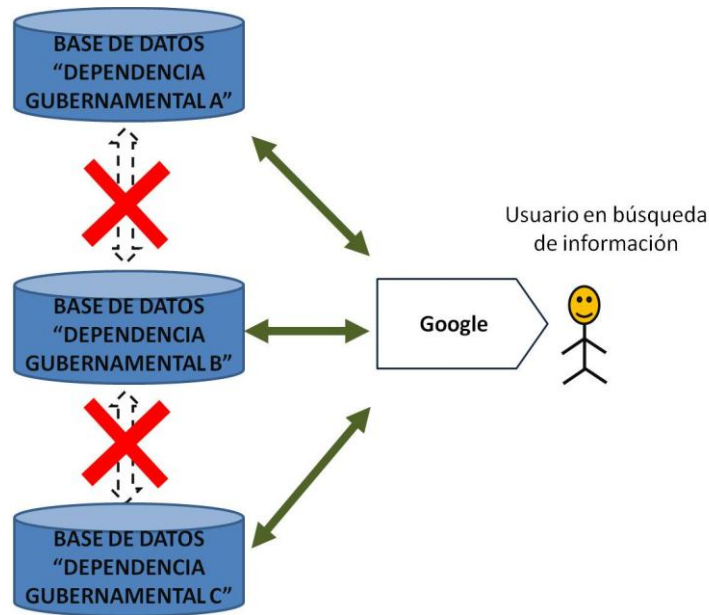 BASE DE DATOS
“DEPENDENCIA
GUBERNAMENTAL A”
Usuario en búsqueda
de información
BASE DE DATOS
“DEPENDENCIA
GUBERNAMENTAL B”
Google
BASE DE DATOS
“DEPENDENCIA
GUBERNAMENTAL C”